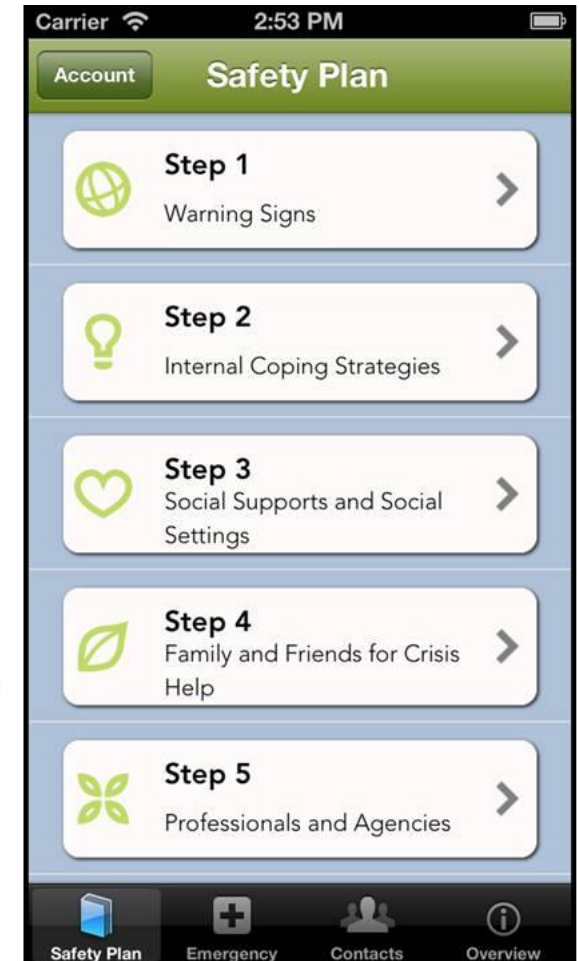 Carrier 2:53 PM
Account Safety Plan
Step 1
Warning Signs
Step 2
Internal Coping Strategies
Step 3
Social Supports and Social
Settings
Step 4
Family and Friends for Crisis
Help
Step 5
Professionals and Agencies
Safety Plan Emergency Contacts Overview